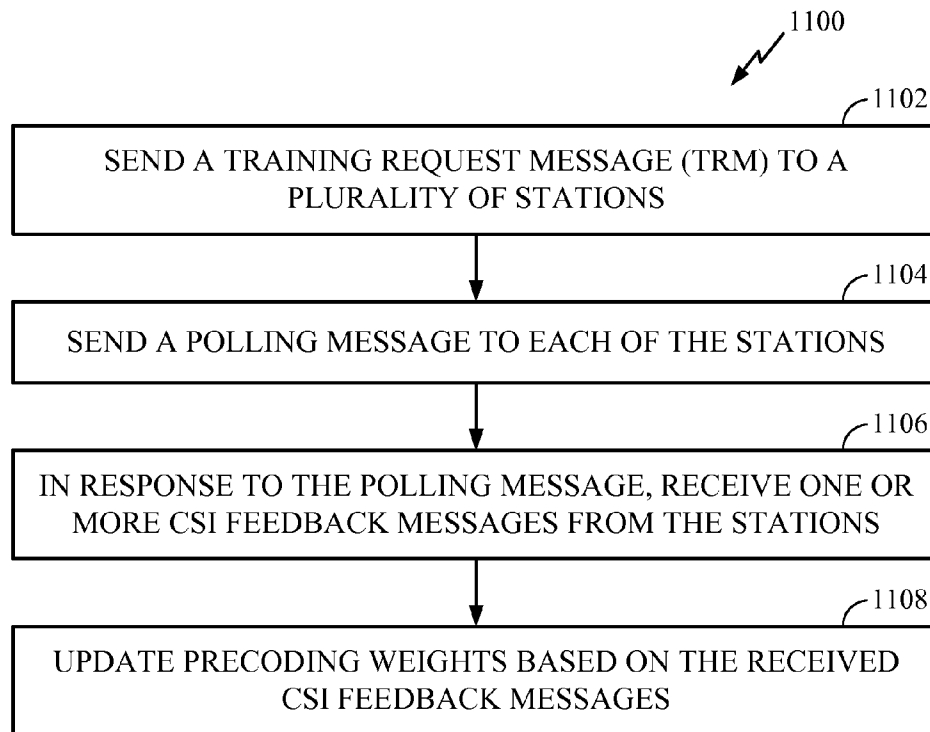 1100
1102
SEND A TRAINING REQUEST MESSAGE (TRM) TO A
PLURALITY OF STATIONS
1104
SEND A POLLING MESSAGE TO EACH OF THE STATIONS
1106
IN RESPONSE TO THE POLLING MESSAGE, RECEIVE ONE OR
MORE CSI FEEDBACK MESSAGES FROM THE STATIONS
1108
UPDATE PRECODING WEIGHTS BASED ON THE RECEIVED
CSI FEEDBACK MESSAGES